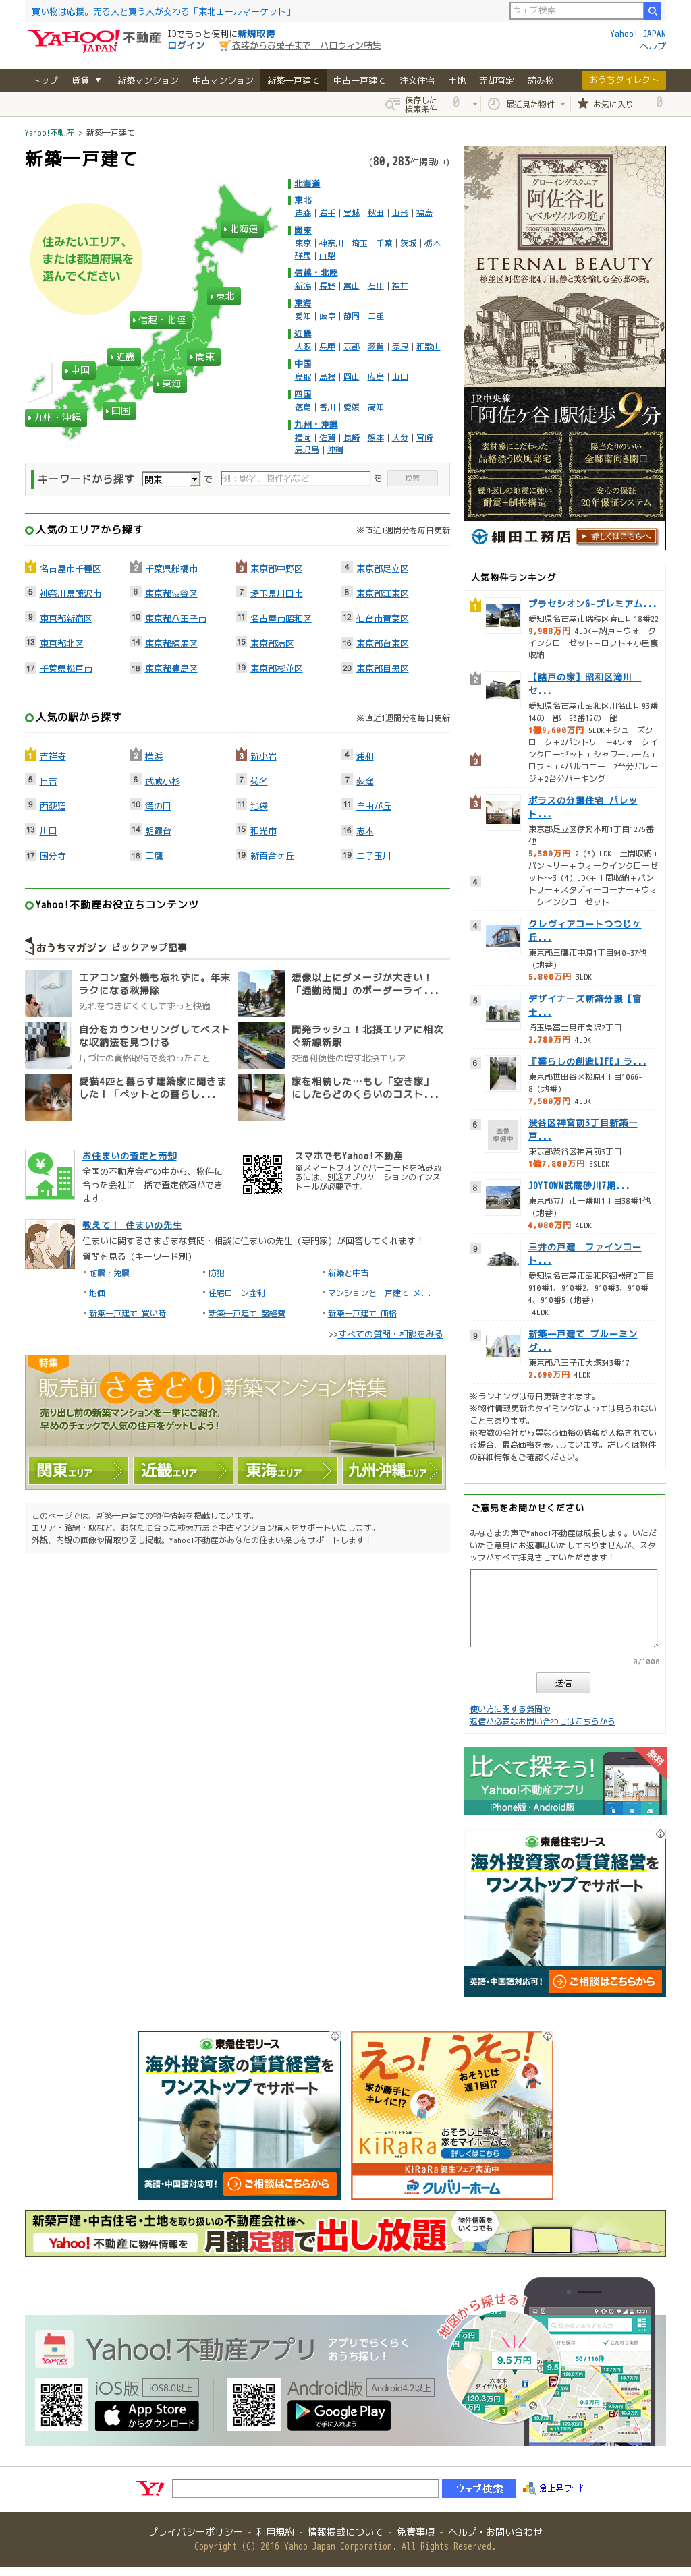 買い物は応援。売る人と買う人が交わる「東北エールマーケット」
ウェブ検索
YAHOO! JAPAN 不動産
IDでもっと便利に新規取得
ログイン
衣装からお菓子まで ハロウィン特集
Yahoo! JAPAN
ヘルプ
トップ 賃貸 ▼ 新築マンション 中古マンション 新築一戸建て 中古一戸建て 注文住宅 土地 売却査定 読み物 おうちダイレクト
保存した検索条件 0 最近見た物件 お気に入り 0
Yahoo!不動産 > 新築一戸建て
新築一戸建て
(80,283件掲載中)
住みたいエリア、
または都道府県を
選んでください
北海道
東北
信越・北陸
近畿
関東
中国
東海
四国
九州・沖縄
北海道
東北
青森 | 岩手 | 宮城 | 秋田 | 山形 | 福島
関東
東京 | 神奈川 | 埼玉 | 千葉 | 茨城 | 栃木
群馬 | 山梨
信越・北陸
新潟 | 長野 | 富山 | 石川 | 福井
東海
愛知 | 岐阜 | 静岡 | 三重
近畿
大阪 | 兵庫 | 京都 | 滋賀 | 奈良 | 和歌山
中国
鳥取 | 島根 | 岡山 | 広島 | 山口
四国
徳島 | 香川 | 愛媛 | 高知
九州・沖縄
福岡 | 佐賀 | 長崎 | 熊本 | 大分 | 宮崎 |
鹿児島 | 沖縄
キーワードから探す 関東 で 例：駅名、物件名など を 検索
人気のエリアから探す
※直近1週間分を毎日更新
1 名古屋市千種区 2 千葉県船橋市 3 東京都中野区 4 東京都足立区
5 神奈川県藤沢市 6 東京都渋谷区 7 埼玉県川口市 8 東京都江東区
9 東京都新宿区 10 東京都八王子市 11 名古屋市昭和区 12 仙台市青葉区
13 東京都北区 14 東京都練馬区 15 東京都港区 16 東京都台東区
17 千葉県松戸市 18 東京都豊島区 19 東京都杉並区 20 東京都目黒区
人気の駅から探す
※直近1週間分を毎日更新
1 吉祥寺 2 横浜 3 新小岩 4 浦和
5 日吉 6 武蔵小杉 7 菊名 7 荻窪
9 西荻窪 10 溝の口 11 池袋 11 自由が丘
13 川口 14 朝霞台 15 和光市 16 志木
17 国分寺 18 三鷹 19 新百合ヶ丘 19 二子玉川
Yahoo!不動産お役立ちコンテンツ
おうちマガジン ピックアップ記事
エアコン室外機も忘れずに。年末ラクになる秋掃除
汚れをつきにくくしてずっと快適
想像以上にダメージが大きい！「通勤時間」のボーダーライ...
自分をカウンセリングしてベストな収納法を見つける
片づけの資格取得で変わったこと
開発ラッシュ！北摂エリアに相次ぐ新線新駅
交通利便性の増す北摂エリア
愛猫4匹と暮らす建築家に聞きました！「ペットとの暮らし...
家を相続した…もし「空き家」にしたらどのくらいのコスト...
お住まいの査定と売却
全国の不動産会社の中から、物件に合った会社に一括で査定依頼ができます。
スマホでもYahoo!不動産
※スマートフォンでバーコードを読み取るには、別途アプリケーションのインストールが必要です。
教えて！ 住まいの先生
住まいに関するさまざまな質問・相談に住まいの先生（専門家）が回答してくれます！
質問を見る（キーワード別）
耐震・免震 防犯 新築と中古
地価 住宅ローン金利 マンションと一戸建て メ...
新築一戸建て 買い時 新築一戸建て 諸経費 新築一戸建て 価格
>>すべての質問・相談をみる
特集
販売前さきどり新築マンション特集
売り出し前の新築マンションを一挙にご紹介。
早めのチェックで人気の住戸をゲットしよう！
関東エリア 近畿エリア 東海エリア 九州・沖縄エリア
このページでは、新築一戸建ての物件情報を掲載しています。
エリア・路線・駅など、あなたに合った検索方法で中古マンション購入をサポートいたします。
外観、内観の画像や間取り図も掲載。Yahoo!不動産があなたの住まい探しをサポートします！
グローイングスクエア
阿佐谷北
ベルヴィルの庭
ETERNAL BEAUTY
杉並区阿佐谷北4丁目。静と美を愉しむ全6邸の街。
JR中央線
「阿佐ヶ谷」駅徒歩9分
素材感にこだわった
品格漂う欧風邸宅
陽当たりのいい
全邸南向き開口
繰り返しの地震に強い
耐震＋制振構造
安心の保証
20年保証システム
細田工務店 詳しくはこちらへ
人気物件ランキング
1
プラセシオンG-プレミアム...
愛知県名古屋市瑞穂区春山町18番22
9,980万円 4LDK＋納戸＋ウォークインクローゼット＋ロフト＋小屋裏収納
2
【諸戸の家】昭和区滝川 セ...
愛知県名古屋市昭和区川名山町93番14の一部 93番12の一部
1億9,600万円 5LDK＋シューズクローク＋2パントリー＋4ウォークインクローゼット＋シャワールーム＋ロフト＋4バルコニー＋2台分ガレージ＋2台分パーキング
3
3
ポラスの分譲住宅 パレット...
東京都足立区伊興本町1丁目1275番他
5,580万円 2（3）LDK＋土間収納＋パントリー＋ウォークインクローゼット～3（4）LDK＋土間収納＋パントリー＋スタディーコーナー＋ウォークインクローゼット
4
4
クレヴィアコートつつじヶ丘...
東京都三鷹市中原1丁目940-37他（地番）
5,800万円 3LDK
5
デザイナーズ新築分譲【富士...
埼玉県富士見市関沢2丁目
2,780万円 4LDK
6
『暮らしの創造LIFE』ラ...
東京都世田谷区松原4丁目1066-8（地番）
7,580万円 4LDK
6
画像準備中
渋谷区神宮前3丁目新築一戸...
東京都渋谷区神宮前3丁目
1億7,800万円 5SLDK
8
JOYTOWN武蔵砂川7期...
東京都立川市一番町1丁目38番1他（地番）
4,080万円 4LDK
9
三井の戸建 ファインコート...
愛知県名古屋市昭和区御器所2丁目910番1、910番2、910番3、910番4、910番5（地番）
4LDK
9
新築一戸建て ブルーミング...
東京都八王子市大塚343番17
2,690万円 4LDK
※ランキングは毎日更新されます。
※物件情報更新のタイミングによっては見られないこともあります。
※複数の会社から異なる価格の情報が入稿されている場合、最高価格を表示しています。詳しくは物件の詳細情報をご確認ください。
ご意見をお聞かせください
みなさまの声でYahoo!不動産は成長します。いただいたご意見にお返事はいたしておりませんが、スタッフがすべて拝見させていただきます！
0/1000
送信
使い方に関する質問や
返信が必要なお問い合わせはこちらから
比べて探そう！
無料
Yahoo!不動産アプリ
iPhone版・Android版
東急住宅リース
海外投資家の賃貸経営を
ワンストップでサポート
英語・中国語対応可！ ご相談はこちらから
東急住宅リース
海外投資家の賃貸経営を
ワンストップでサポート
英語・中国語対応可！ ご相談はこちらから
えっ！うそっ！
家が勝手にキレイに!?
おそうじは週1回!?
KiRaRa
おそうじ上手な家をマイホームに
詳しくはこちら
KiRaRa誕生フェア実施中
クレバリーホーム
新築戸建・中古住宅・土地を取り扱いの不動産会社様へ
Yahoo!不動産に物件情報を 月額定額で出し放題
物件情報をいくつでも
Yahoo!不動産アプリ アプリでらくらくおうち探し！
iOS版 iOS8.0以上
App Store からダウンロード
Android版 Android4.2以上
Google Play で手に入れよう
地図から探せる！
9.5万円
120.3万円
50 / 116件
Y! ウェブ検索 急上昇ワード
プライバシーポリシー - 利用規約 - 情報掲載について - 免責事項 - ヘルプ・お問い合わせ
Copyright (C) 2016 Yahoo Japan Corporation. All Rights Reserved.